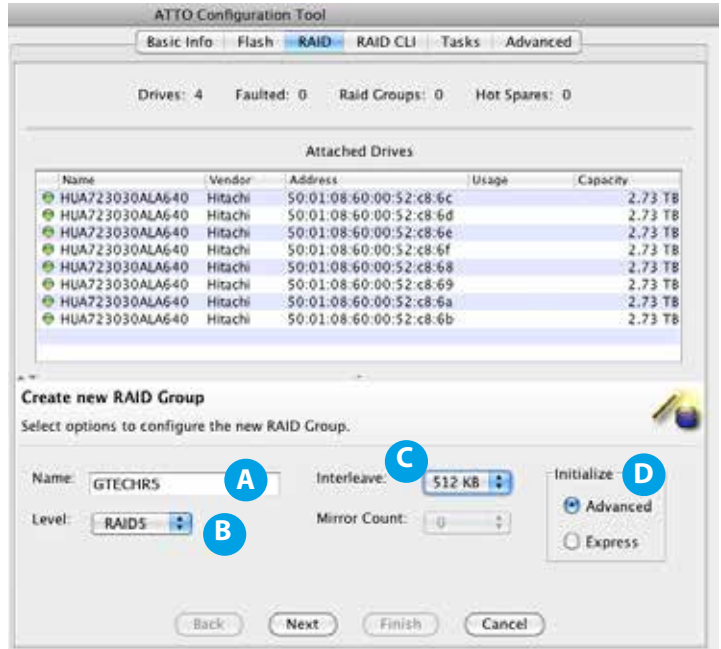 ATTO Configuration Tool
Basic Info Flash RAID RAID CLI Tasks Advanced
Drives: 4 Faulted: 0 Raid Groups: 0 Hot Spares: 0
Attached Drives
Name Vendor Address Usage Capacity
HUA723030ALA640 Hitachi 50:01:08:60:00:52:c8:6c 2.73 TB
HUA723030ALA640 Hitachi 50:01:08:60:00:52:c8:6d 2.73 TB
HUA723030ALA640 Hitachi 50:01:08:60:00:52:c8:6e 2.73 TB
HUA723030ALA640 Hitachi 50:01:08:60:00:52:c8:6f 2.73 TB
HUA723030ALA640 Hitachi 50:01:08:60:00:52:c8:68 2.73 TB
HUA723030ALA640 Hitachi 50:01:08:60:00:52:c8:69 2.73 TB
HUA723030ALA640 Hitachi 50:01:08:60:00:52:c8:6a 2.73 TB
HUA723030ALA640 Hitachi 50:01:08:60:00:52:c8:6b 2.73 TB
Create new RAID Group
Select options to configure the new RAID Group.
Name: GTECHR5 A Interleave: C 512 KB Initialize D
Level: RAID5 B Mirror Count: 0 Advanced
Express
Back Next Finish Cancel